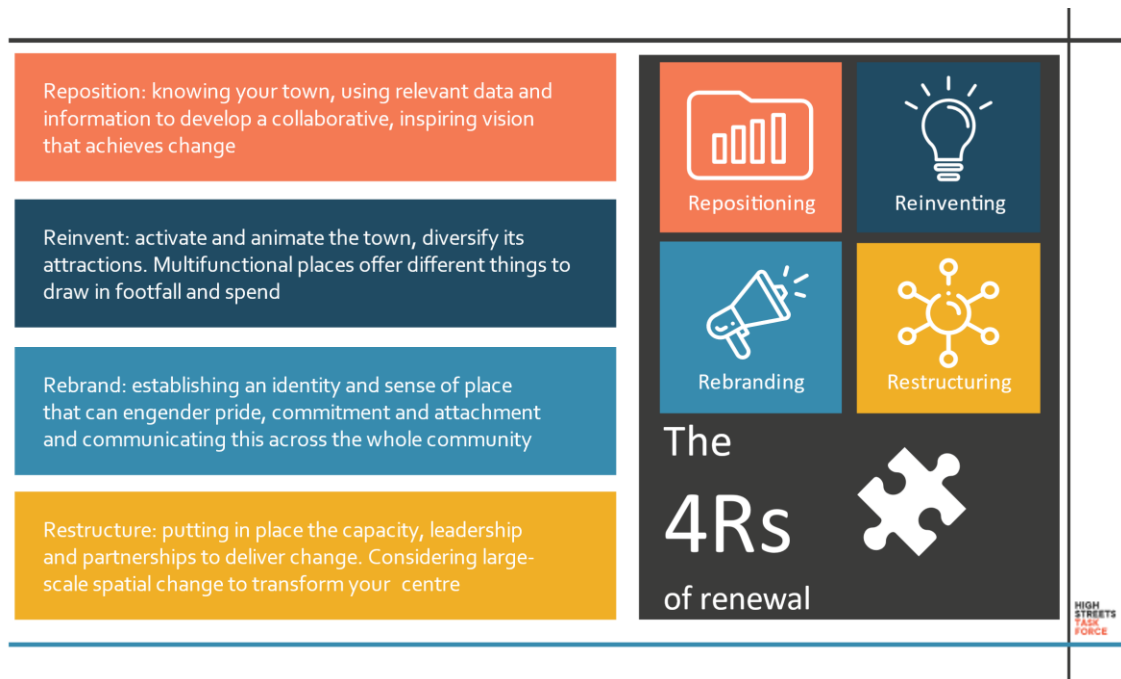 Reposition: knowing your town, using relevant data and
information to develop a collaborative, inspiring vision
that achieves change
Reinvent: activate and animate the town, diversify its
attractions. Multifunctional places offer different things to
draw in footfall and spend
Rebrand: establishing an identity and sense of place
that can engender pride, commitment and attachment
and communicating this across the whole community
Restructure: putting in place the capacity, leadership
and partnerships to deliver change. Considering large-
scale spatial change to transform your  centre
Repositioning
Reinventing
Rebranding
Restructuring
The
4Rs
of renewal
HIGH
STREETS
TASK
FORCE